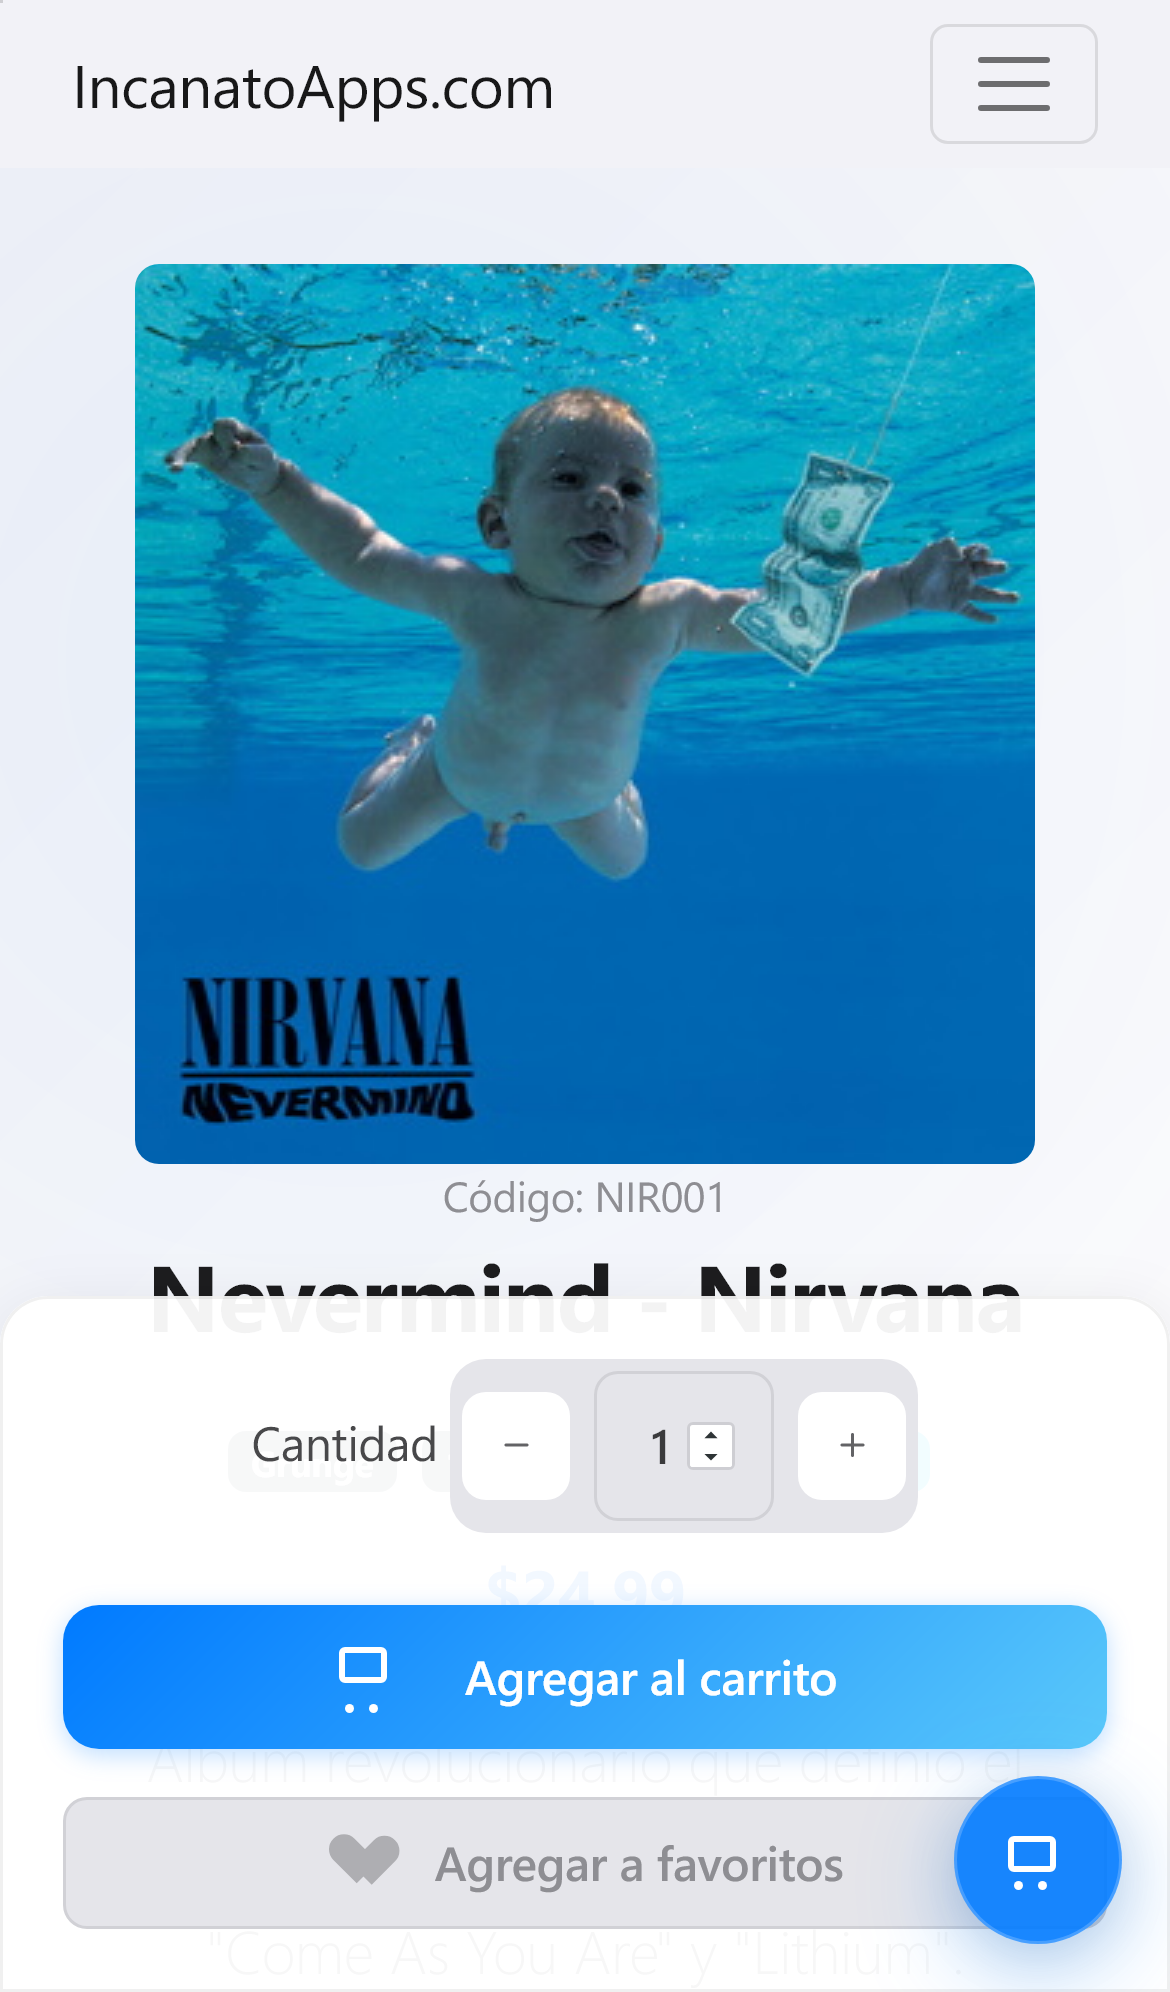 IncanatoApps.com
NIRVANA
NEVERMIND
Código: NIR001
Nevermind - Nirvana
Grunge
Cantidad − 1 +
$24.99
Agregar al carrito
Álbum revolucionario que definió el
Agregar a favoritos
"Come As You Are" y "Lithium".